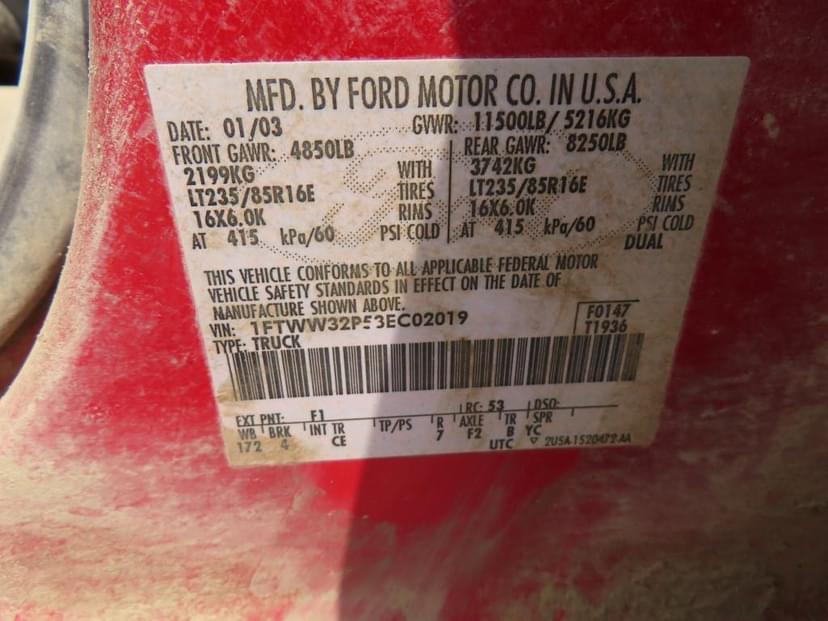 MFD. BY FORD MOTOR CO. IN U.S.A.
DATE: 01/03 GVWR: 11500LB/ 5216KG
FRONT GAWR: 4850LB REAR GAWR: 8250LB
2199KG WITH 3742KG WITH
LT235/85R16E TIRES LT235/85R16E TIRES
16X6.0K RIMS 16X6.0K RIMS
AT 415 kPa/60 PSI COLD AT 415 kPa/60 PSI COLD
DUAL
THIS VEHICLE CONFORMS TO ALL APPLICABLE FEDERAL MOTOR
VEHICLE SAFETY STANDARDS IN EFFECT ON THE DATE OF
MANUFACTURE SHOWN ABOVE.
VIN: 1FTWW32P53EC02019 F0147
TYPE: TRUCK T1936
EXT PNT: F1 RC: 53 DSO:
WB BRK INT TR TP/PS R AXLE TR SPR
172 4 CE 7 F2 B YC
UTC ▽ 2U5A-1520472-AA